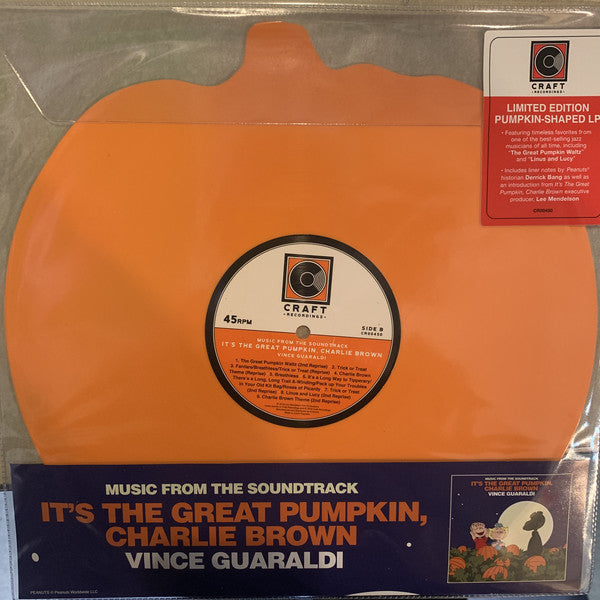 CRAFT
RECORDINGS
LIMITED EDITION
PUMPKIN-SHAPED LP
• Featuring timeless favorites from
one of the best-selling jazz
musicians of all time, including
"The Great Pumpkin Waltz"
and "Linus and Lucy"
• Includes liner notes by Peanuts
historian Derrick Bang as well as
an introduction from It's The Great
Pumpkin, Charlie Brown executive
producer, Lee Mendelson
CR00450
CRAFT
• RECORDINGS •
45RPM
SIDE B
CR00450
MUSIC FROM THE SOUNDTRACK
IT'S THE GREAT PUMPKIN, CHARLIE BROWN
VINCE GUARALDI
1. The Great Pumpkin Waltz (2nd Reprise) 2. Trick or Treat
3. Fanfare/Breathless/Trick or Treat (Reprise) 4. Charlie Brown
Theme (Reprise) 5. Breathless 6. It's a Long Way to Tipperary/
There's a Long, Long Trail A-Winding/Pack up Your Troubles
in Your Old Kit Bag/Roses of Picardy 7. Trick or Treat
(2nd Reprise) 8. Linus and Lucy (2nd Reprise)
9. Charlie Brown Theme (2nd Reprise)
MUSIC FROM THE SOUNDTRACK
IT'S THE GREAT PUMPKIN,
CHARLIE BROWN
VINCE GUARALDI
MUSIC FROM THE SOUNDTRACK
IT'S THE GREAT PUMPKIN,
CHARLIE BROWN
VINCE GUARALDI
PEANUTS © Peanuts Worldwide LLC